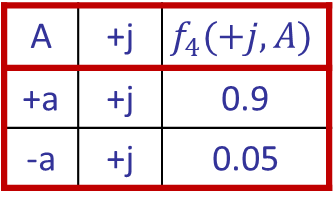 A +j f₄(+j, A)
+a +j 0.9
-a +j 0.05